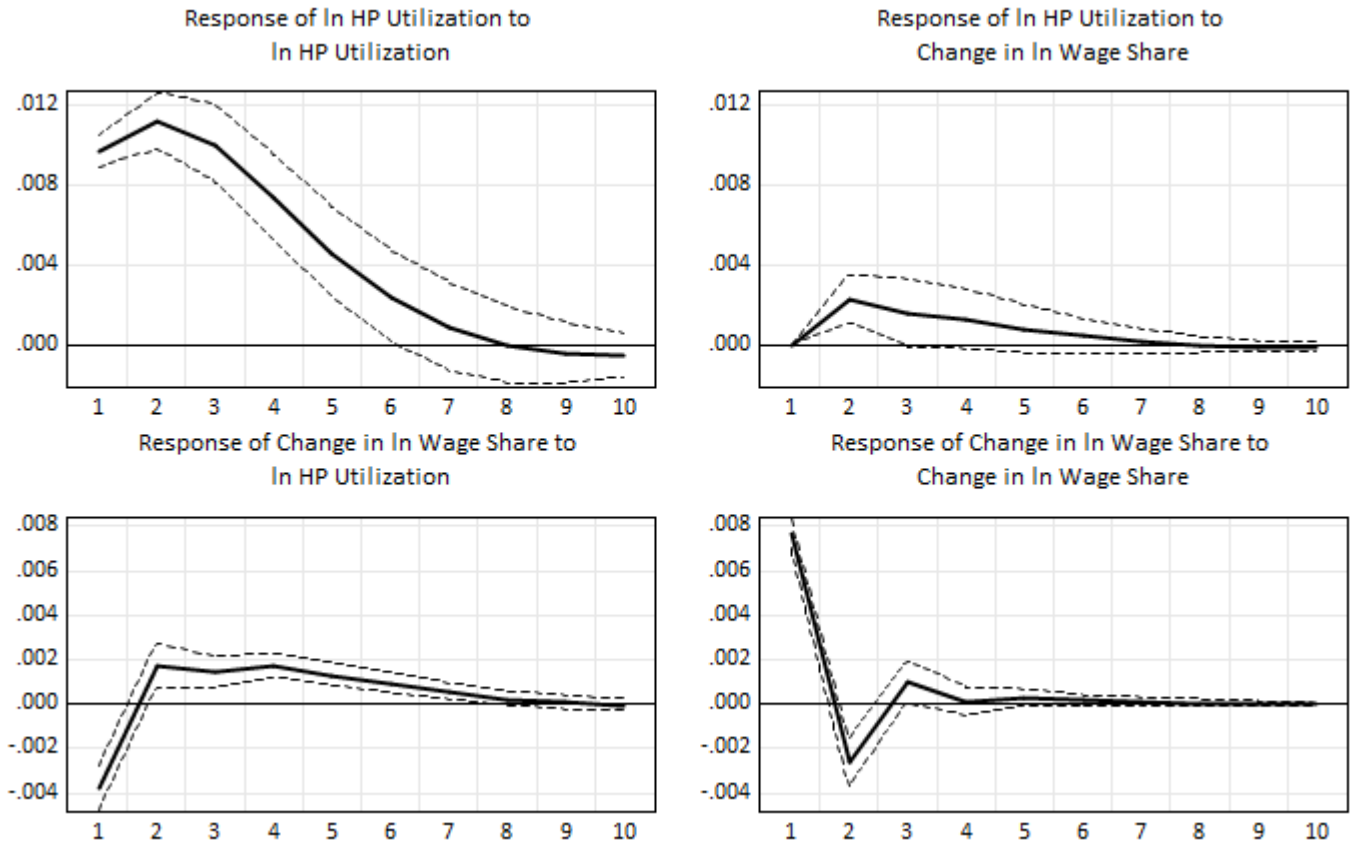 Response of ln HP Utilization to
ln HP Utilization
.012
.008
.004
.000
1 2 3 4 5 6 7 8 9 10
Response of ln HP Utilization to
Change in ln Wage Share
.012
.008
.004
.000
1 2 3 4 5 6 7 8 9 10
Response of Change in ln Wage Share to
ln HP Utilization
.008
.006
.004
.002
.000
-.002
-.004
1 2 3 4 5 6 7 8 9 10
Response of Change in ln Wage Share to
Change in ln Wage Share
.008
.006
.004
.002
.000
-.002
-.004
1 2 3 4 5 6 7 8 9 10